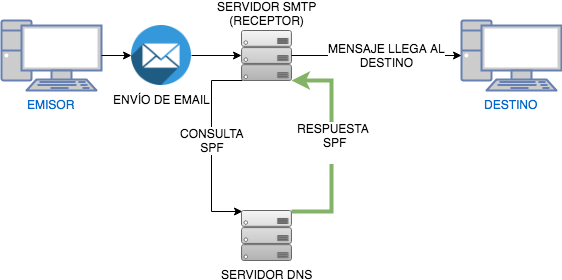 SERVIDOR SMTP
(RECEPTOR)
MENSAJE LLEGA AL
DESTINO
EMISOR
ENVÍO DE EMAIL
DESTINO
CONSULTA
SPF
RESPUESTA
SPF
SERVIDOR DNS